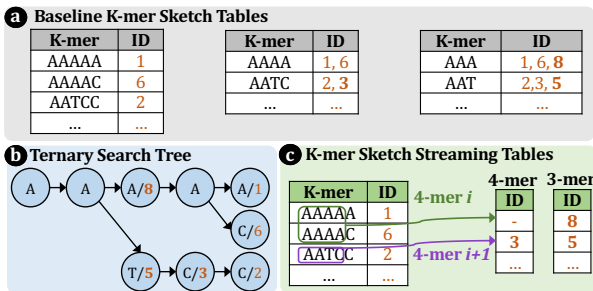 a Baseline K-mer Sketch Tables
K-mer ID
AAAAA 1
AAAAC 6
AATCC 2
... ...
K-mer ID
AAAA 1, 6
AATC 2, 3
... ...
K-mer ID
AAA 1, 6, 8
AAT 2,3, 5
... ...
b Ternary Search Tree
A A A/8 A A/1
C/6
T/5 C/3 C/2
c K-mer Sketch Streaming Tables
K-mer ID
AAAAA 1
AAAAC 6
AATCC 2
... ...
4-mer i
4-mer i+1
4-mer
ID
-
3
...
3-mer
ID
8
5
...